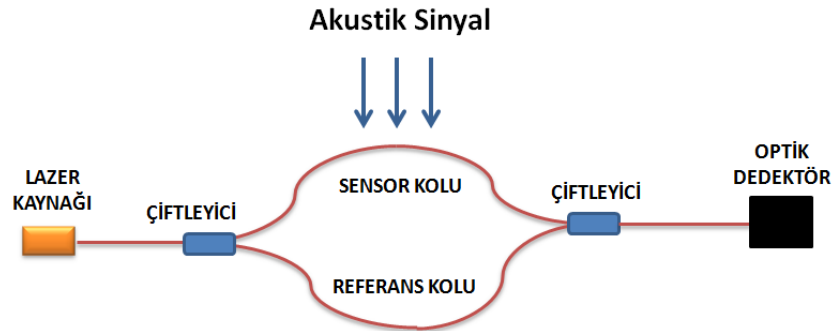 Akustik Sinyal
LAZER
KAYNAĞI
ÇİFTLEYİCİ
SENSOR KOLU
ÇİFTLEYİCİ
OPTİK
DEDEKTÖR
REFERANS KOLU